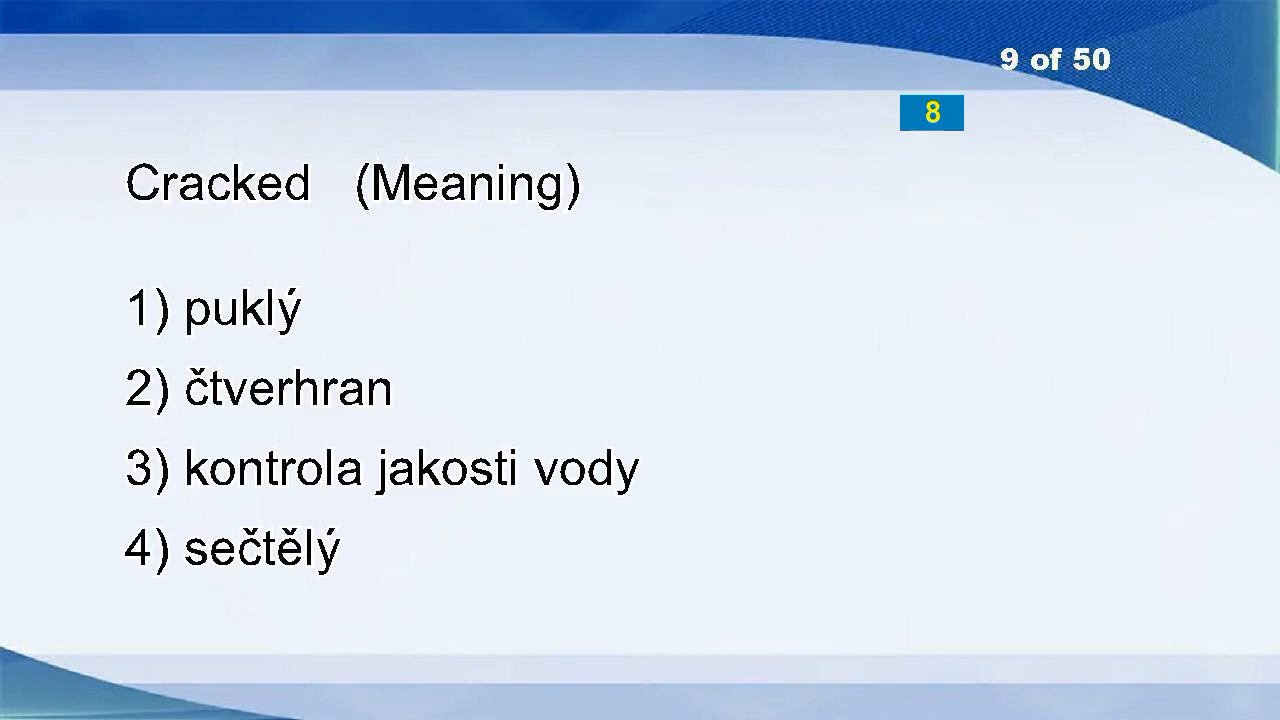 9 of 50
8
Cracked (Meaning)
1) puklý
2) čtverhran
3) kontrola jakosti vody
4) sečtělý